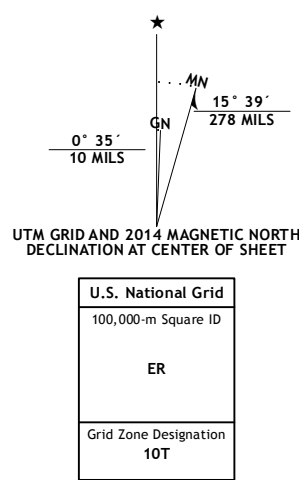 ★
MN
GN
15° 39´
278 MILS
0° 35´
10 MILS
UTM GRID AND 2014 MAGNETIC NORTH
DECLINATION AT CENTER OF SHEET
U.S. National Grid
100,000-m Square ID
ER
Grid Zone Designation
10T